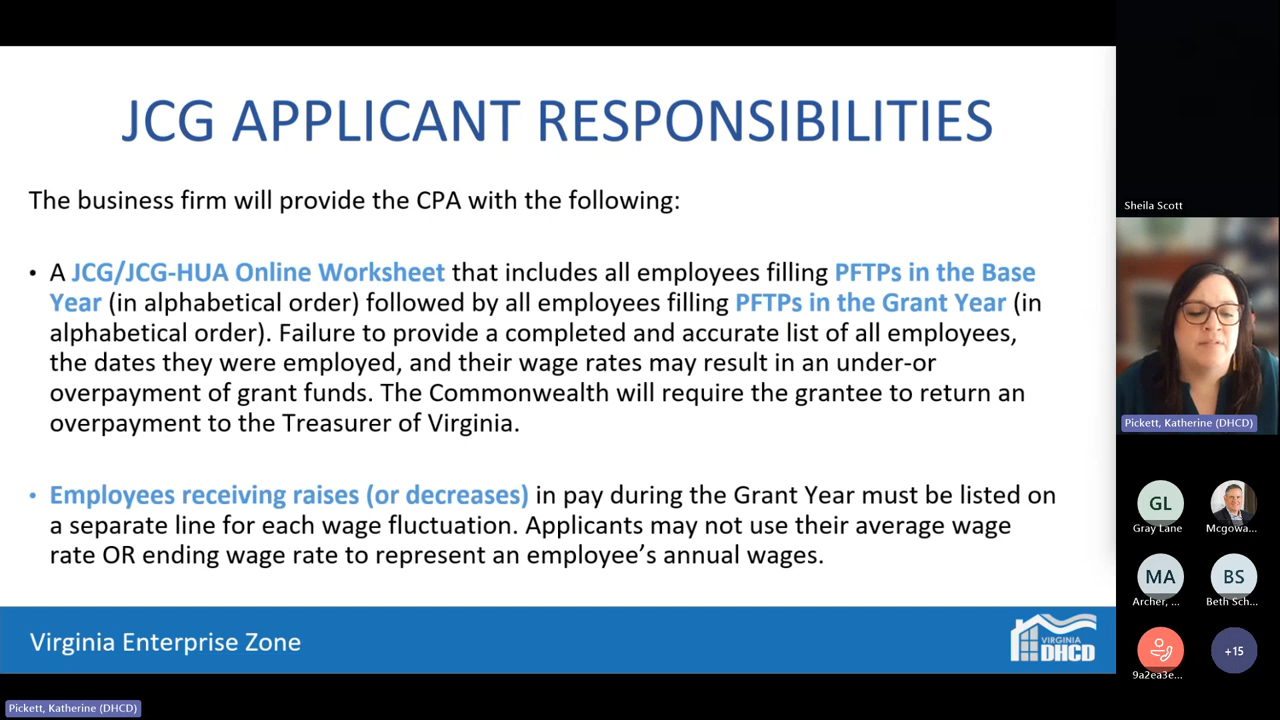 JCG APPLICANT RESPONSIBILITIES
The business firm will provide the CPA with the following:
• A JCG/JCG-HUA Online Worksheet that includes all employees filling PFTPs in the Base
Year (in alphabetical order) followed by all employees filling PFTPs in the Grant Year (in
alphabetical order). Failure to provide a completed and accurate list of all employees,
the dates they were employed, and their wage rates may result in an under-or
overpayment of grant funds. The Commonwealth will require the grantee to return an
overpayment to the Treasurer of Virginia.
• Employees receiving raises (or decreases) in pay during the Grant Year must be listed on
a separate line for each wage fluctuation. Applicants may not use their average wage
rate OR ending wage rate to represent an employee's annual wages.
Virginia Enterprise Zone
VIRGINIA
DHCD
Pickett, Katherine (DHCD)
Sheila Scott
Pickett, Katherine (DHCD)
GL
Gray Lane
Mcgowa...
MA
Archer, ...
BS
Beth Sch...
9a2ea3e...
+15